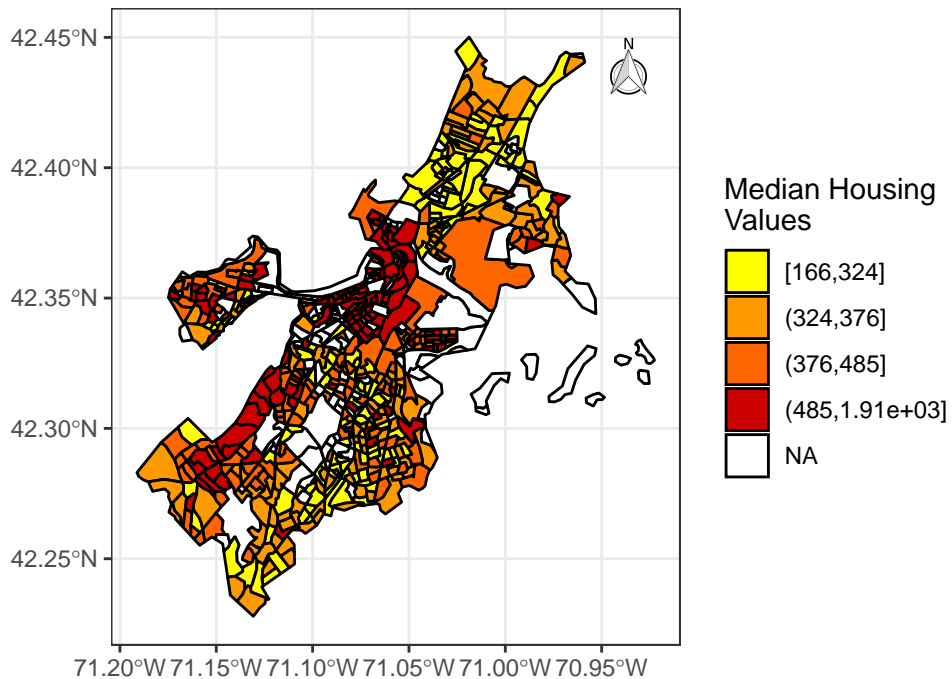 42.45°N
42.40°N
42.35°N
42.30°N
42.25°N
71.20°W 71.15°W 71.10°W 71.05°W 71.00°W 70.95°W
N
Median Housing
Values
[166,324]
(324,376]
(376,485]
(485,1.91e+03]
NA